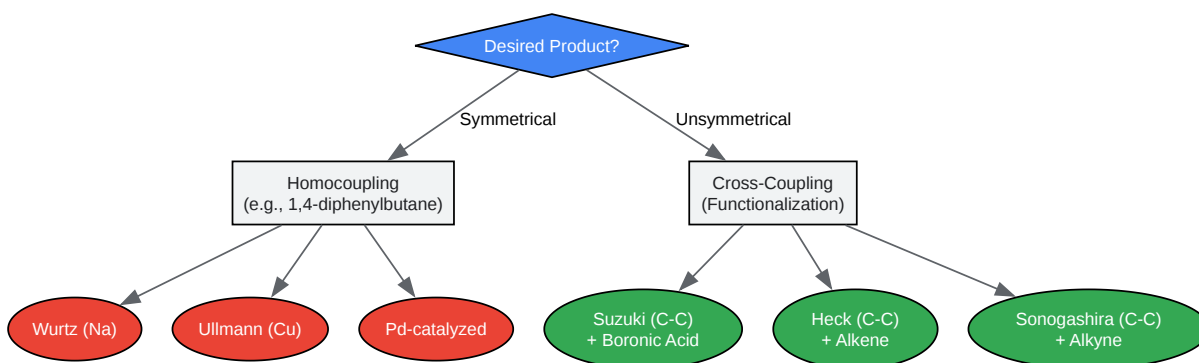 Desired Product?
Symmetrical
Unsymmetrical
Homocoupling
(e.g., 1,4-diphenylbutane)
Cross-Coupling
(Functionalization)
Wurtz (Na)
Ullmann (Cu)
Pd-catalyzed
Suzuki (C-C)
+ Boronic Acid
Heck (C-C)
+ Alkene
Sonogashira (C-C)
+ Alkyne